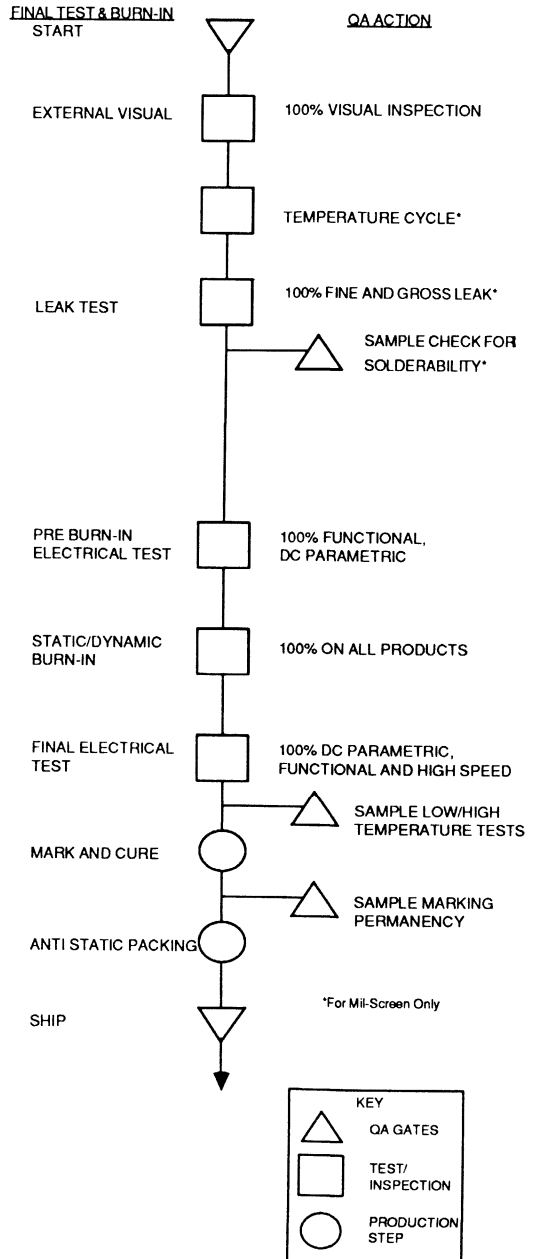 FINAL TEST & BURN-IN
START
QA ACTION
EXTERNAL VISUAL
100% VISUAL INSPECTION
TEMPERATURE CYCLE*
LEAK TEST
100% FINE AND GROSS LEAK*
SAMPLE CHECK FOR
SOLDERABILITY*
PRE BURN-IN
ELECTRICAL TEST
100% FUNCTIONAL,
DC PARAMETRIC
STATIC/DYNAMIC
BURN-IN
100% ON ALL PRODUCTS
FINAL ELECTRICAL
TEST
100% DC PARAMETRIC,
FUNCTIONAL AND HIGH SPEED
SAMPLE LOW/HIGH
TEMPERATURE TESTS
MARK AND CURE
SAMPLE MARKING
PERMANENCY
ANTI STATIC PACKING
*For Mil-Screen Only
SHIP
KEY
QA GATES
TEST/
INSPECTION
PRODUCTION
STEP